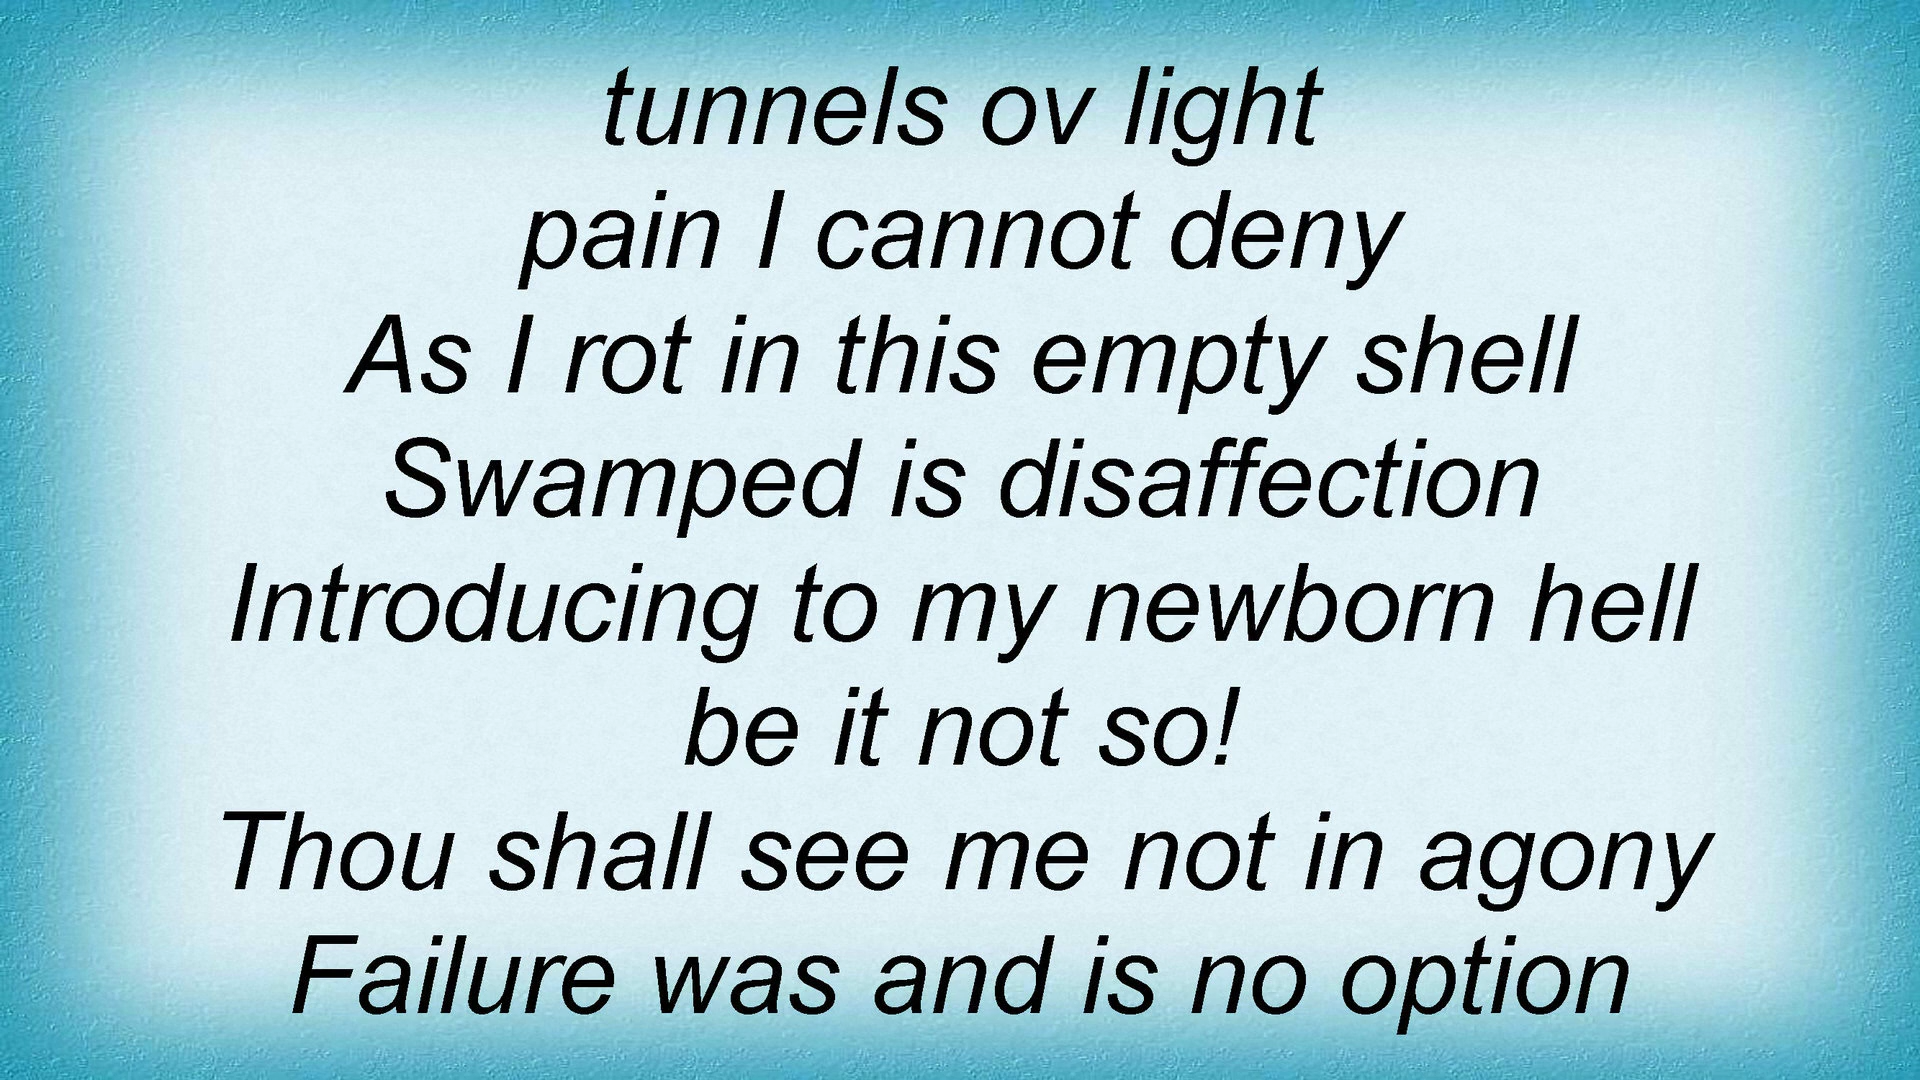 tunnels ov light
pain I cannot deny
As I rot in this empty shell
Swamped is disaffection
Introducing to my newborn hell
be it not so!
Thou shall see me not in agony
Failure was and is no option